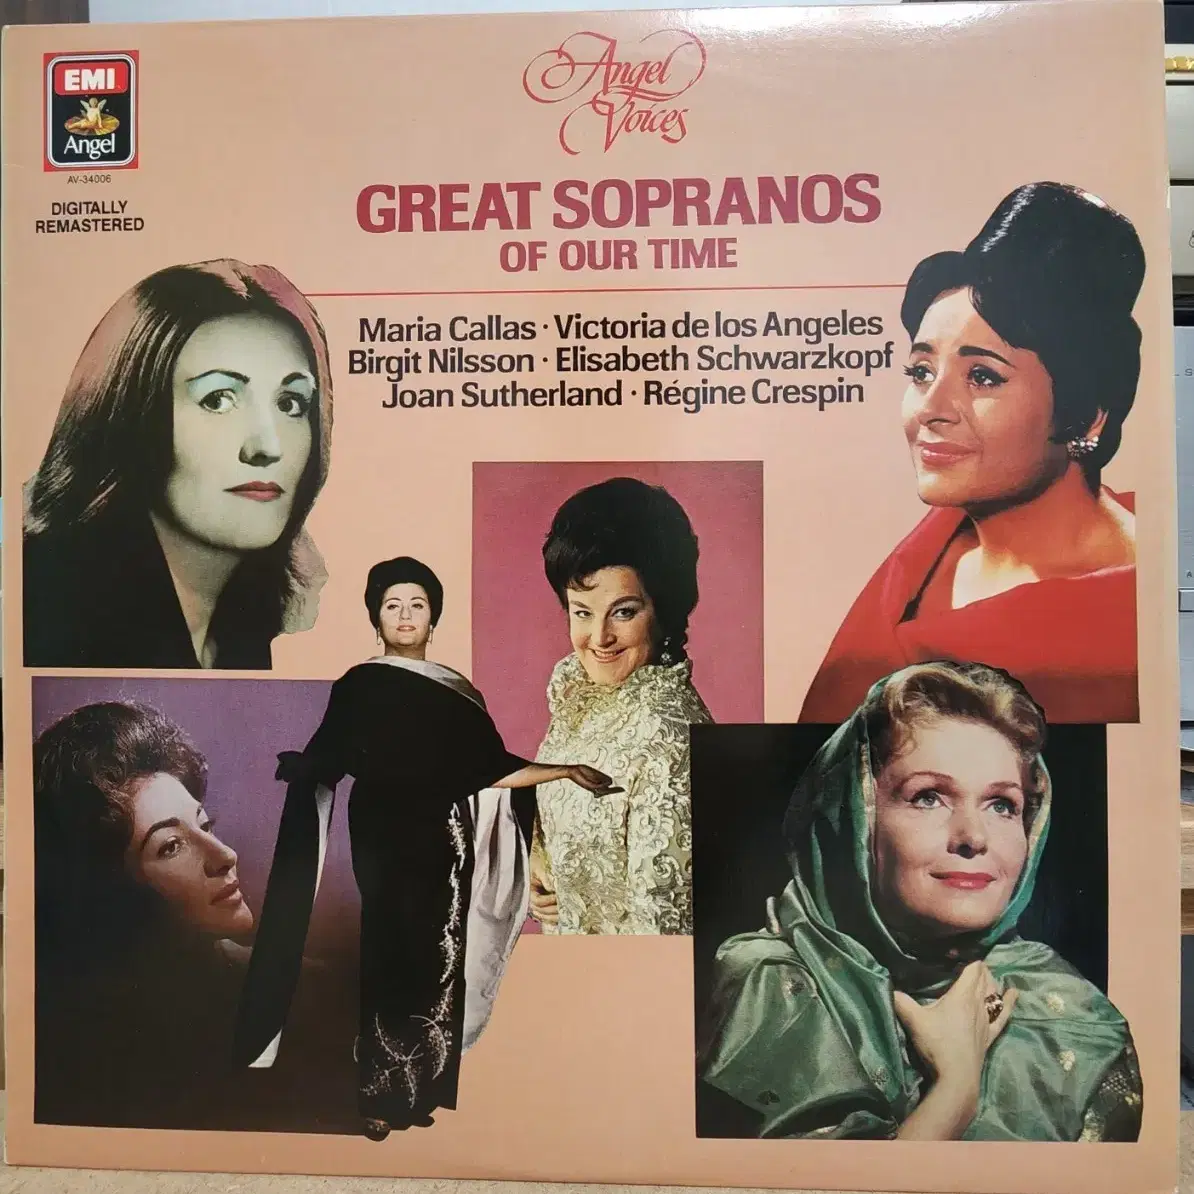 EMI
Angel
AV-34006
DIGITALLY
REMASTERED
Angel
Voices
GREAT SOPRANOS
OF OUR TIME
Maria Callas · Victoria de los Angeles
Birgit Nilsson · Elisabeth Schwarzkopf
Joan Sutherland · Régine Crespin